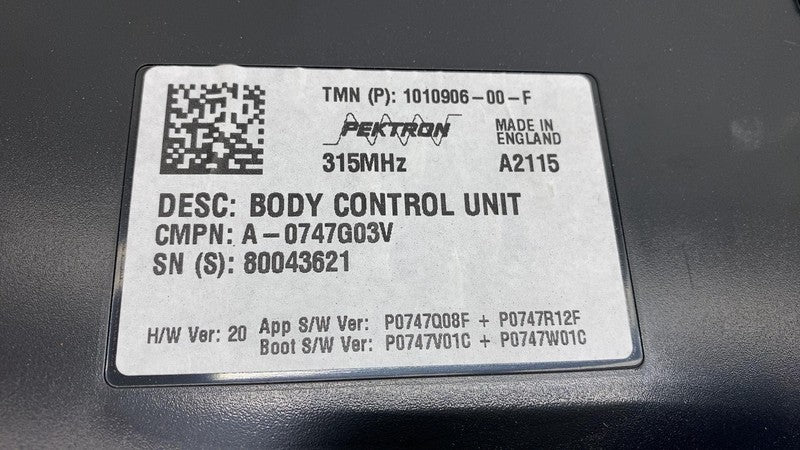 TMN (P): 1010906-00-F
PEKTRON
MADE IN
ENGLAND
315MHz
A2115
DESC: BODY CONTROL UNIT
CMPN: A-0747G03V
SN (S): 80043621
H/W Ver: 20
App S/W Ver: P0747Q08F + P0747R12F
Boot S/W Ver: P0747V01C + P0747W01C